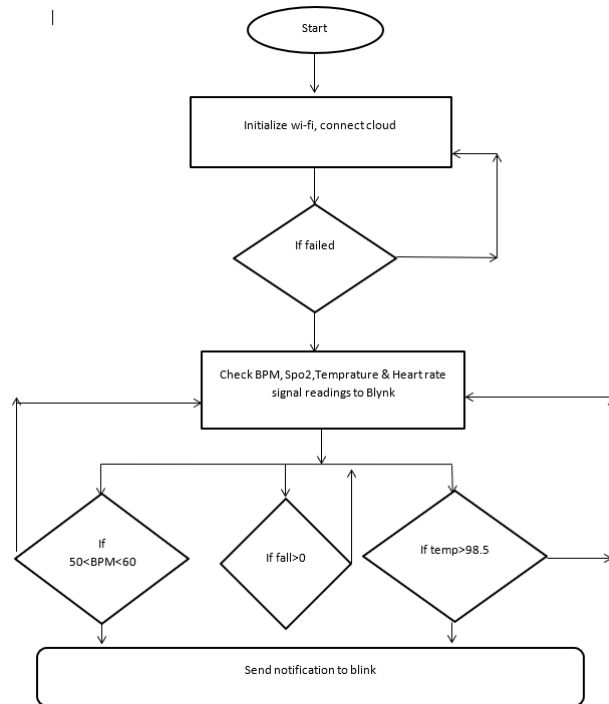 Start
Initialize wi-fi, connect cloud
If failed
Check BPM, Spo2,Temprature & Heart rate
signal readings to Blynk
If
50<BPM<60
If fall>0
If temp>98.5
Send notification to blink